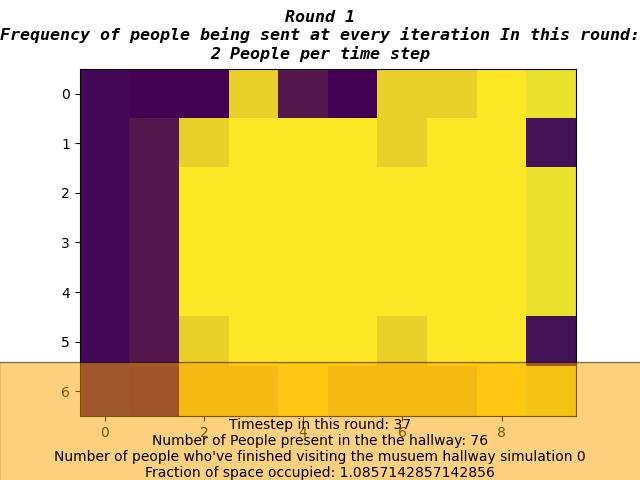 Round 1
Frequency of people being sent at every iteration In this round:
2 People per time step
0
1
2
3
4
5
6
0 2 4 6 8
Timestep in this round: 37
Number of People present in the the hallway: 76
Number of people who've finished visiting the musuem hallway simulation 0
Fraction of space occupied: 1.0857142857142856